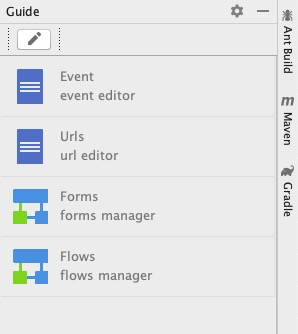 Guide
Event
event editor
Urls
url editor
Forms
forms manager
Flows
flows manager
Ant Build
m
Maven
Gradle